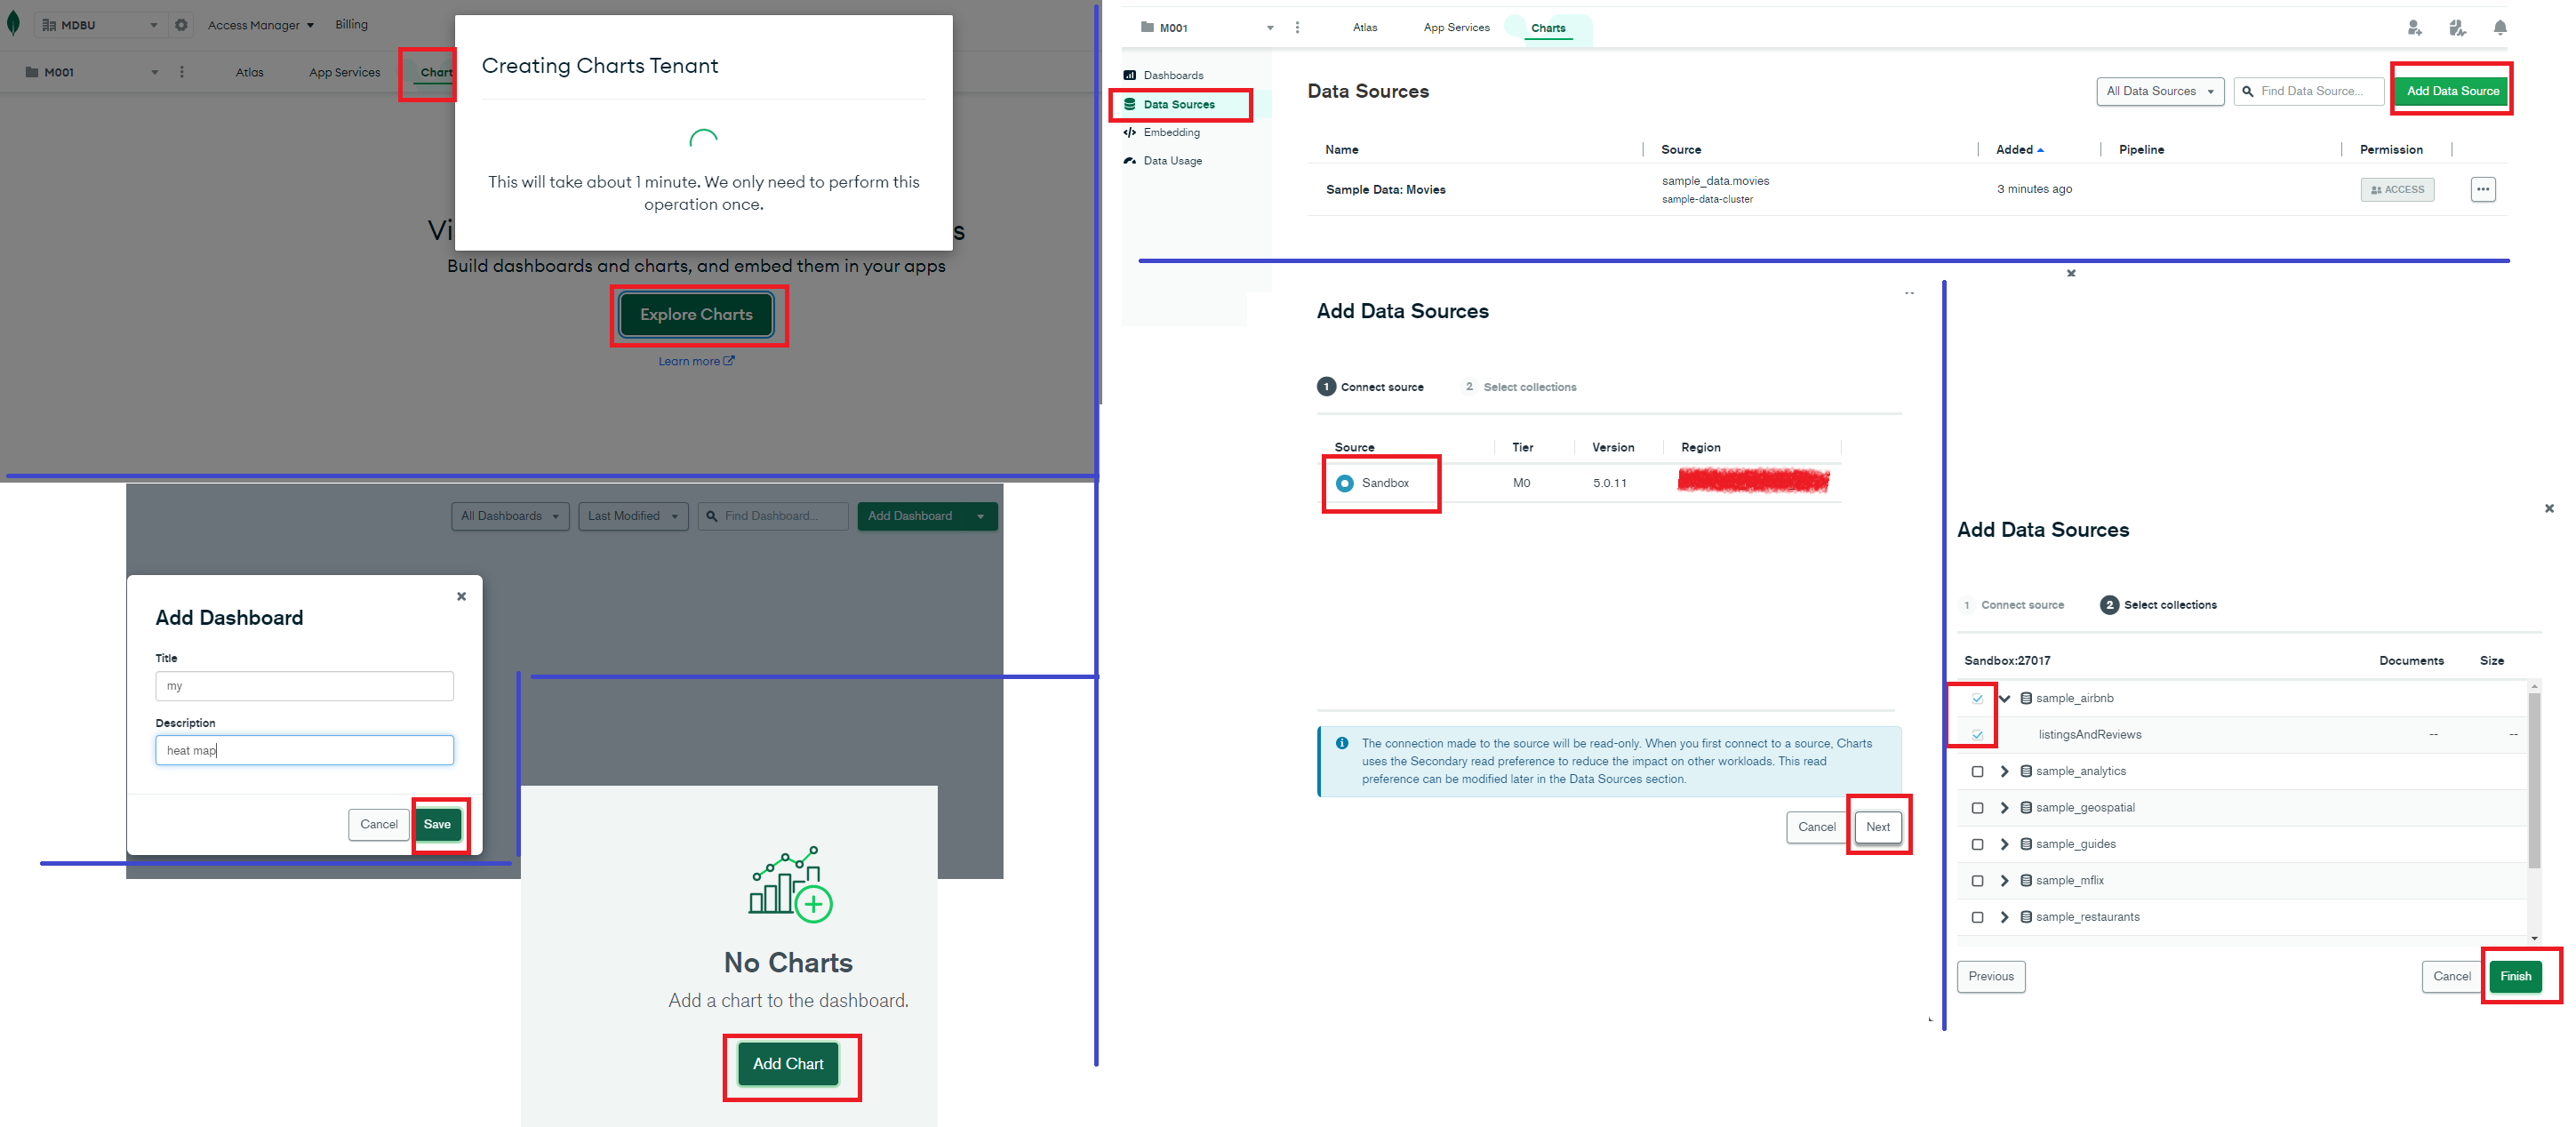 MDBU
Access Manager
Billing
M001
Atlas
App Services
Chart
Creating Charts Tenant
This will take about 1 minute. We only need to perform this
operation once.
Build dashboards and charts, and embed them in your apps
Explore Charts
Learn more
All Dashboards
Last Modified
Find Dashboard...
Add Dashboard
Add Dashboard
Title
my
Description
heat map
Cancel
Save
No Charts
Add a chart to the dashboard.
Add Chart
M001
Atlas
App Services
Charts
Dashboards
Data Sources
Embedding
Data Usage
Data Sources
All Data Sources
Find Data Source...
Add Data Source
Name
Source
Added
Pipeline
Permission
Sample Data: Movies
sample_data.movies
sample-data-cluster
3 minutes ago
ACCESS
Add Data Sources
1 Connect source
2 Select collections
Source
Tier
Version
Region
Sandbox
M0
5.0.11
The connection made to the source will be read-only. When you first connect to a source, Charts
uses the Secondary read preference to reduce the impact on other workloads. This read
preference can be modified later in the Data Sources section.
Cancel
Next
Add Data Sources
1 Connect source
2 Select collections
Sandbox:27017
Documents
Size
sample_airbnb
listingsAndReviews
--
--
sample_analytics
sample_geospatial
sample_guides
sample_mflix
sample_restaurants
Previous
Cancel
Finish